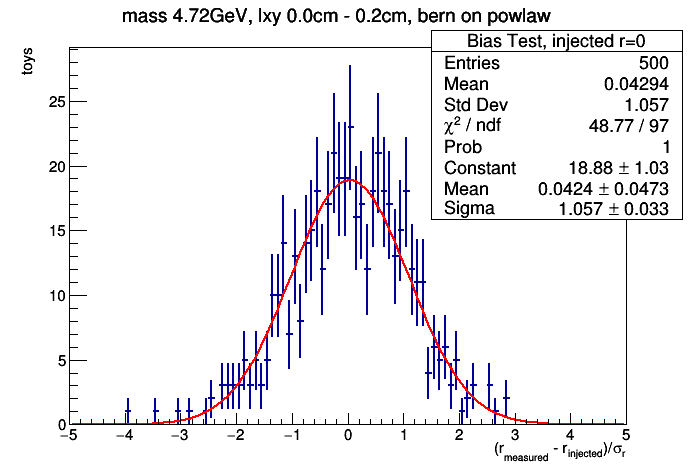 mass 4.72GeV, lxy 0.0cm - 0.2cm, bern on powlaw
Bias Test, injected r=0
Entries 500
Mean 0.04294
Std Dev 1.057
χ² / ndf 48.77 / 97
Prob 1
Constant 18.88 ± 1.03
Mean 0.0424 ± 0.0473
Sigma 1.057 ± 0.033
toys
25
20
15
10
5
0
−5 −4 −3 −2 −1 0 1 2 3 4 5
(r_measured - r_injected)/σ_r